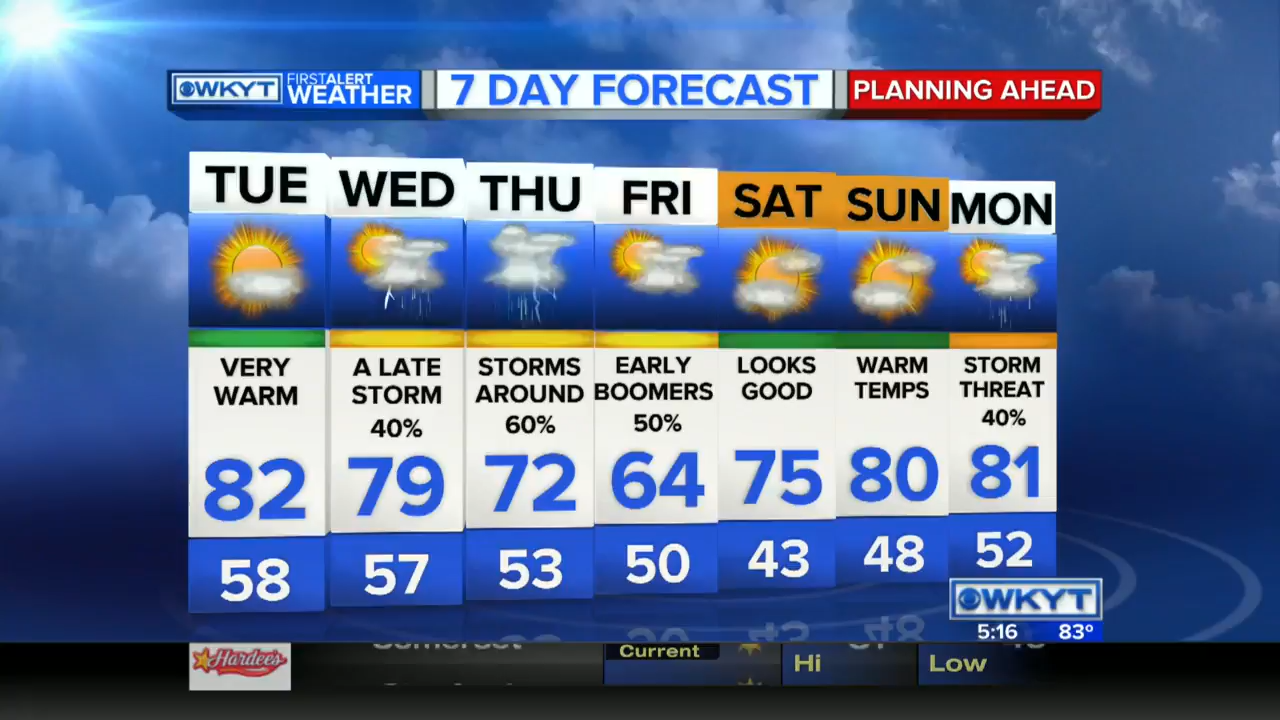 WKYT
FIRSTALERT
WEATHER
7 DAY FORECAST
PLANNING AHEAD
TUE WED THU FRI SAT SUN MON
VERY WARM
82
58
A LATE STORM
40%
79
57
STORMS AROUND
60%
72
53
EARLY BOOMERS
50%
64
50
LOOKS GOOD
75
43
WARM TEMPS
80
48
STORM THREAT
40%
81
52
WKYT
5:16 83°
Hardee's
Somerset
Current
Hi
Low